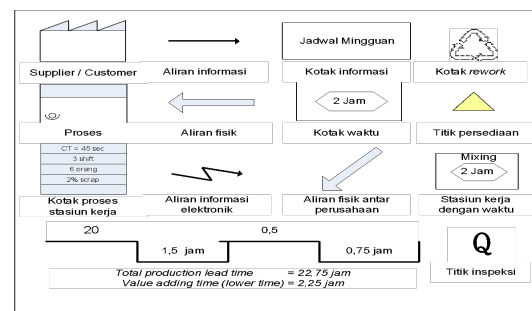 Jadwal Mingguan
Supplier / Customer
Aliran informasi
Kotak informasi
Kotak rework
2 Jam
Proses
Aliran fisik
Kotak waktu
Titik persediaan
CT = 45 sec
3 shift
6 orang
2% scrap
Mixing
2 Jam
Kotak proses
stasiun kerja
Aliran informasi
elektronik
Aliran fisik antar
perusahaan
Stasiun kerja
dengan waktu
20
0,5
1,5 jam
0,75 jam
Q
Total production lead time = 22,75 jam
Value adding time (lower time) = 2,25 jam
Titik inspeksi